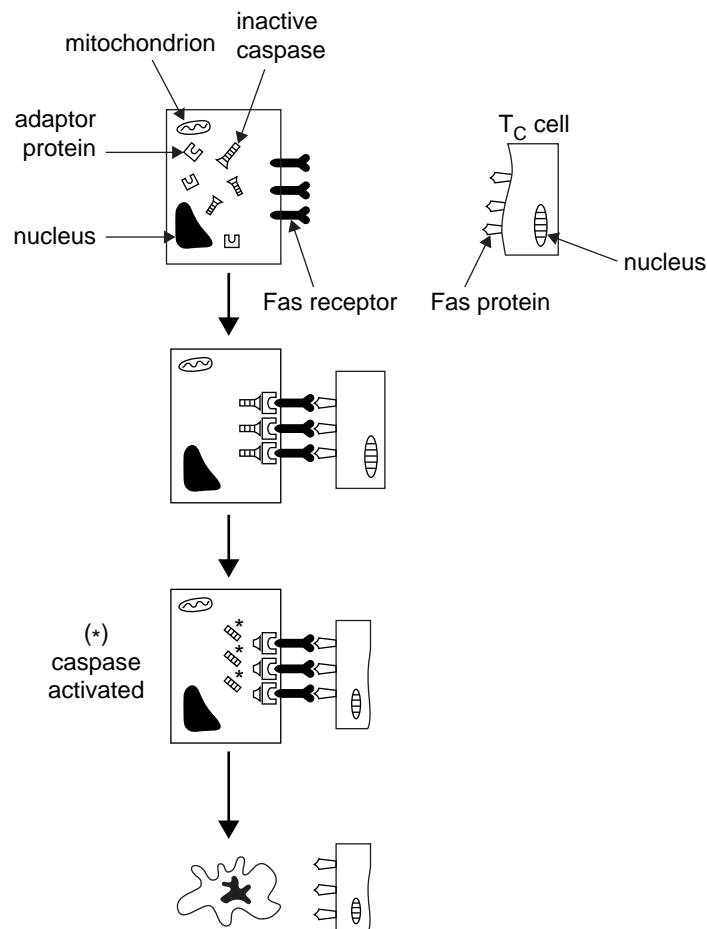 inactive
caspase
mitochondrion
adaptor
protein
T_C cell
nucleus
nucleus
Fas receptor
Fas protein
(*)
caspase
activated
*
*
*